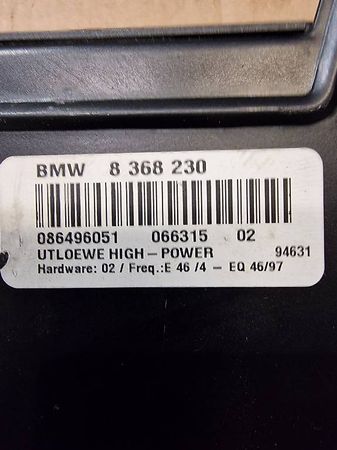 BMW 8 368 230
086496051 066315 02
UTLOEWE HIGH-POWER 94631
Hardware: 02 / Freq.:E 46 /4 - EQ 46/97